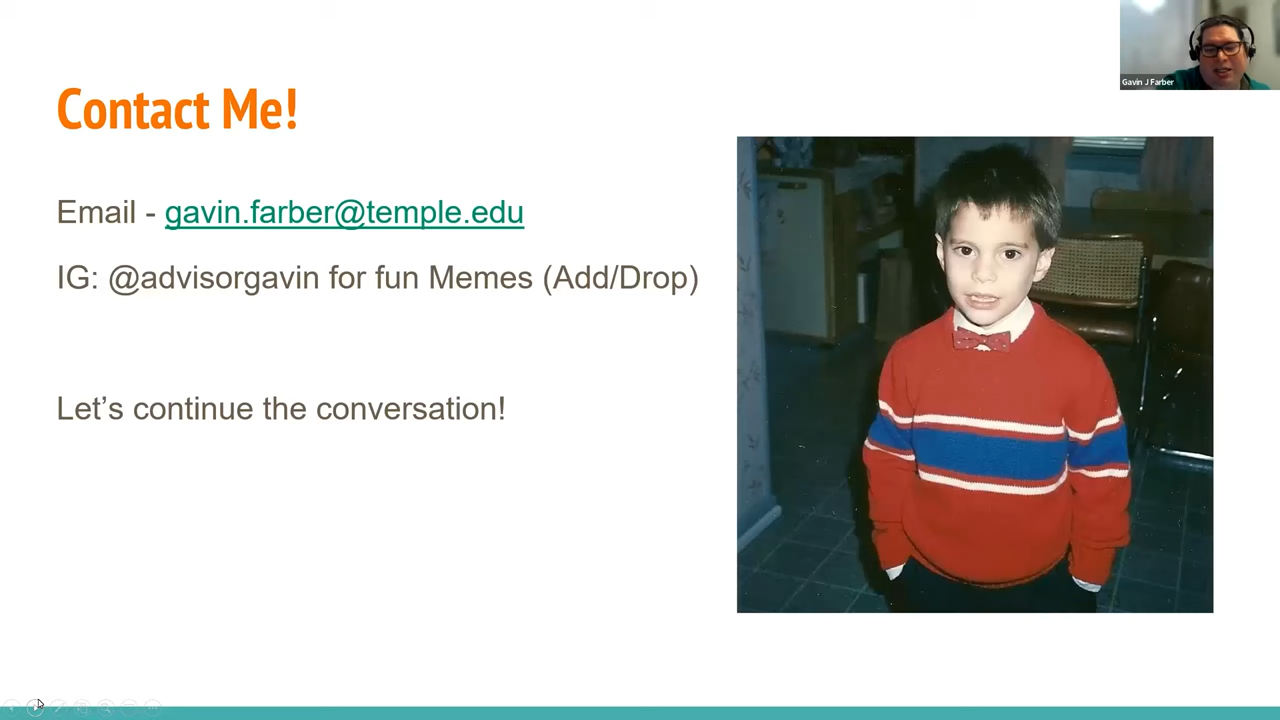 Gavin J Farber
Contact Me!
Email - gavin.farber@temple.edu
IG: @advisorgavin for fun Memes (Add/Drop)
Let’s continue the conversation!